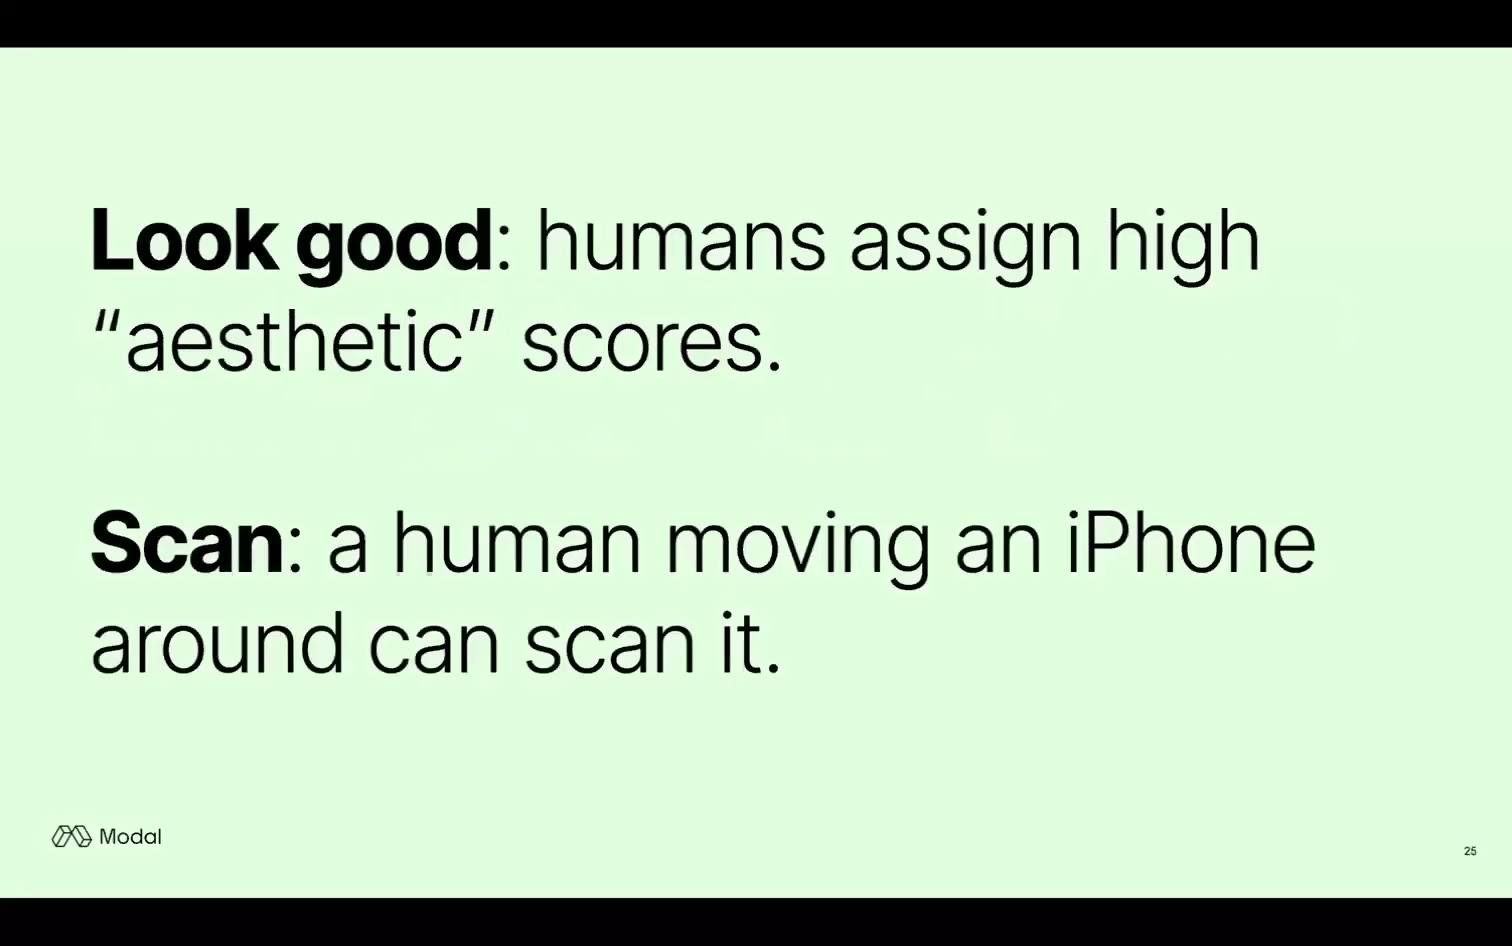 Look good: humans assign high
“aesthetic” scores.
Scan: a human moving an iPhone
around can scan it.
Modal
25